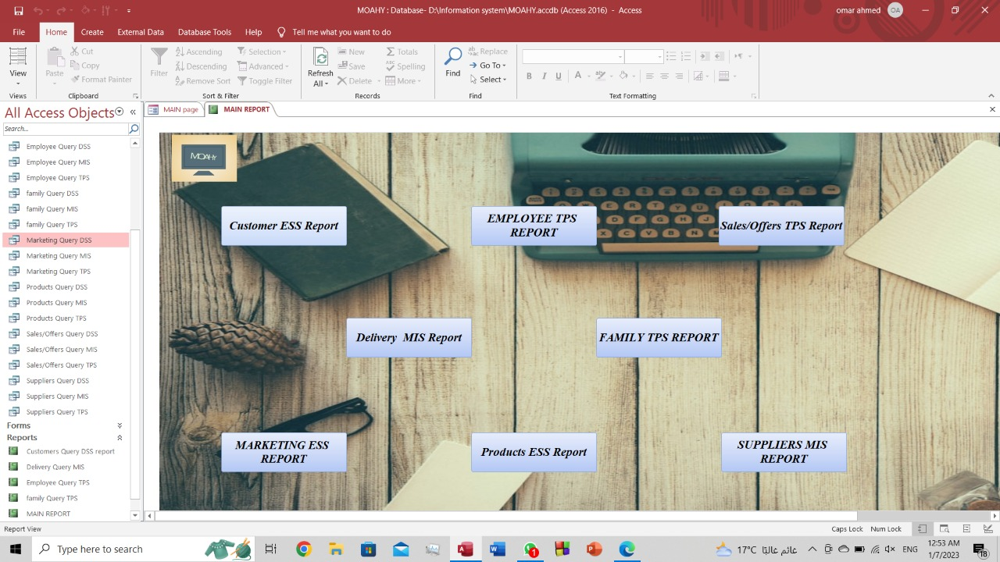 MOAHY : Database- D:\Information system\MOAHY.accdb (Access 2016)  -  Access
omar ahmed
OA
File
Home
Create
External Data
Database Tools
Help
Tell me what you want to do
View
Paste
Cut
Copy
Format Painter
Filter
Ascending
Descending
Remove Sort
Selection
Advanced
Toggle Filter
Refresh
All
New
Save
Delete
Totals
Spelling
More
Find
Replace
Go To
Select
B I U
A
Views
Clipboard
Sort & Filter
Records
Find
Text Formatting
All Access Objects
Search...
MAIN page
MAIN REPORT
Employee Query DSS
Employee Query MIS
Employee Query TPS
family Query DSS
family Query MIS
family Query TPS
Marketing Query DSS
Marketing Query MIS
Marketing Query TPS
Products Query DSS
Products Query MIS
Products Query TPS
Sales/Offers Query DSS
Sales/Offers Query MIS
Sales/Offers Query TPS
Suppliers Query DSS
Suppliers Query MIS
Suppliers Query TPS
Forms
Reports
Customers Query DSS report
Delivery Query MIS
Employee Query TPS
family Query TPS
MAIN REPORT
MOAHY
Customer ESS Report
EMPLOYEE TPS
REPORT
Sales/Offers TPS Report
Delivery  MIS Report
FAMILY TPS REPORT
MARKETING ESS
REPORT
Products ESS Report
SUPPLIERS MIS
REPORT
Report View
Caps Lock
Num Lock
Type here to search
1
17°C
غائم غالبًا
ENG
12:53 AM
1/7/2023
18